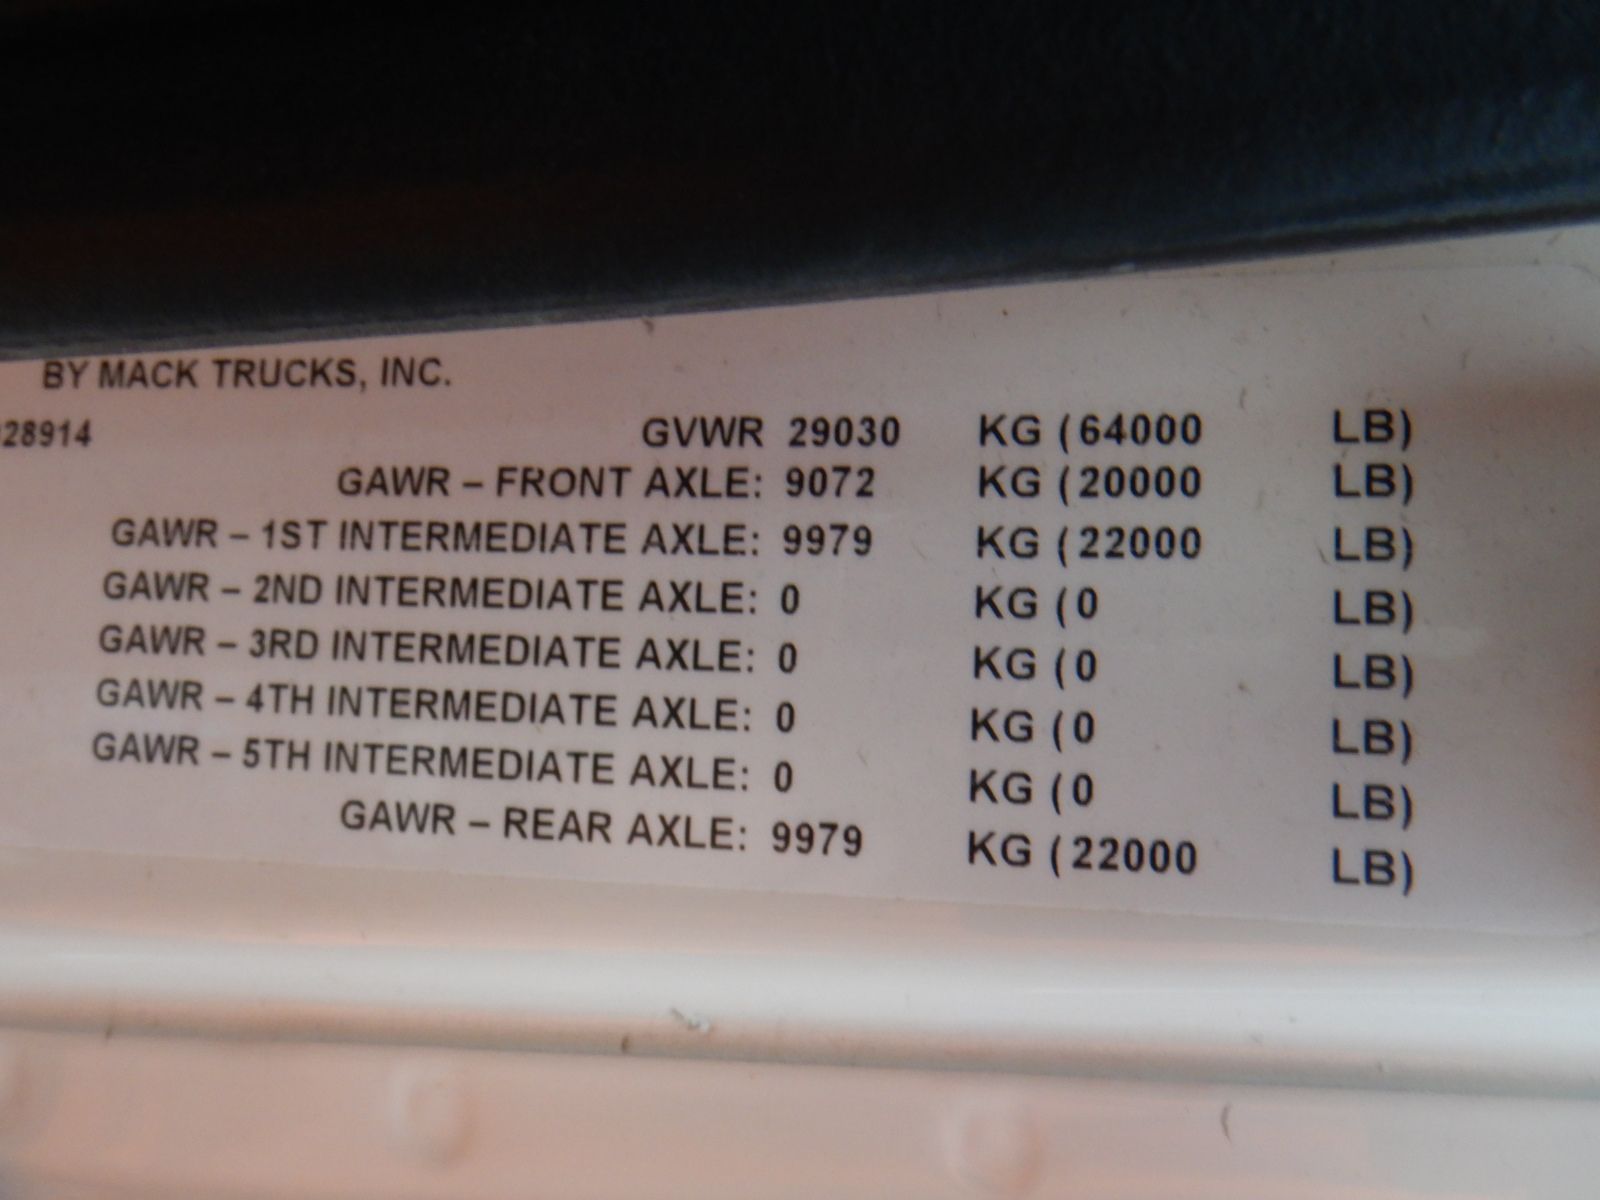 BY MACK TRUCKS, INC.
28914 GVWR 29030 KG (64000 LB)
GAWR – FRONT AXLE: 9072 KG (20000 LB)
GAWR – 1ST INTERMEDIATE AXLE: 9979 KG (22000 LB)
GAWR – 2ND INTERMEDIATE AXLE: 0 KG (0 LB)
GAWR – 3RD INTERMEDIATE AXLE: 0 KG (0 LB)
GAWR – 4TH INTERMEDIATE AXLE: 0 KG (0 LB)
GAWR – 5TH INTERMEDIATE AXLE: 0 KG (0 LB)
GAWR – REAR AXLE: 9979 KG (22000 LB)